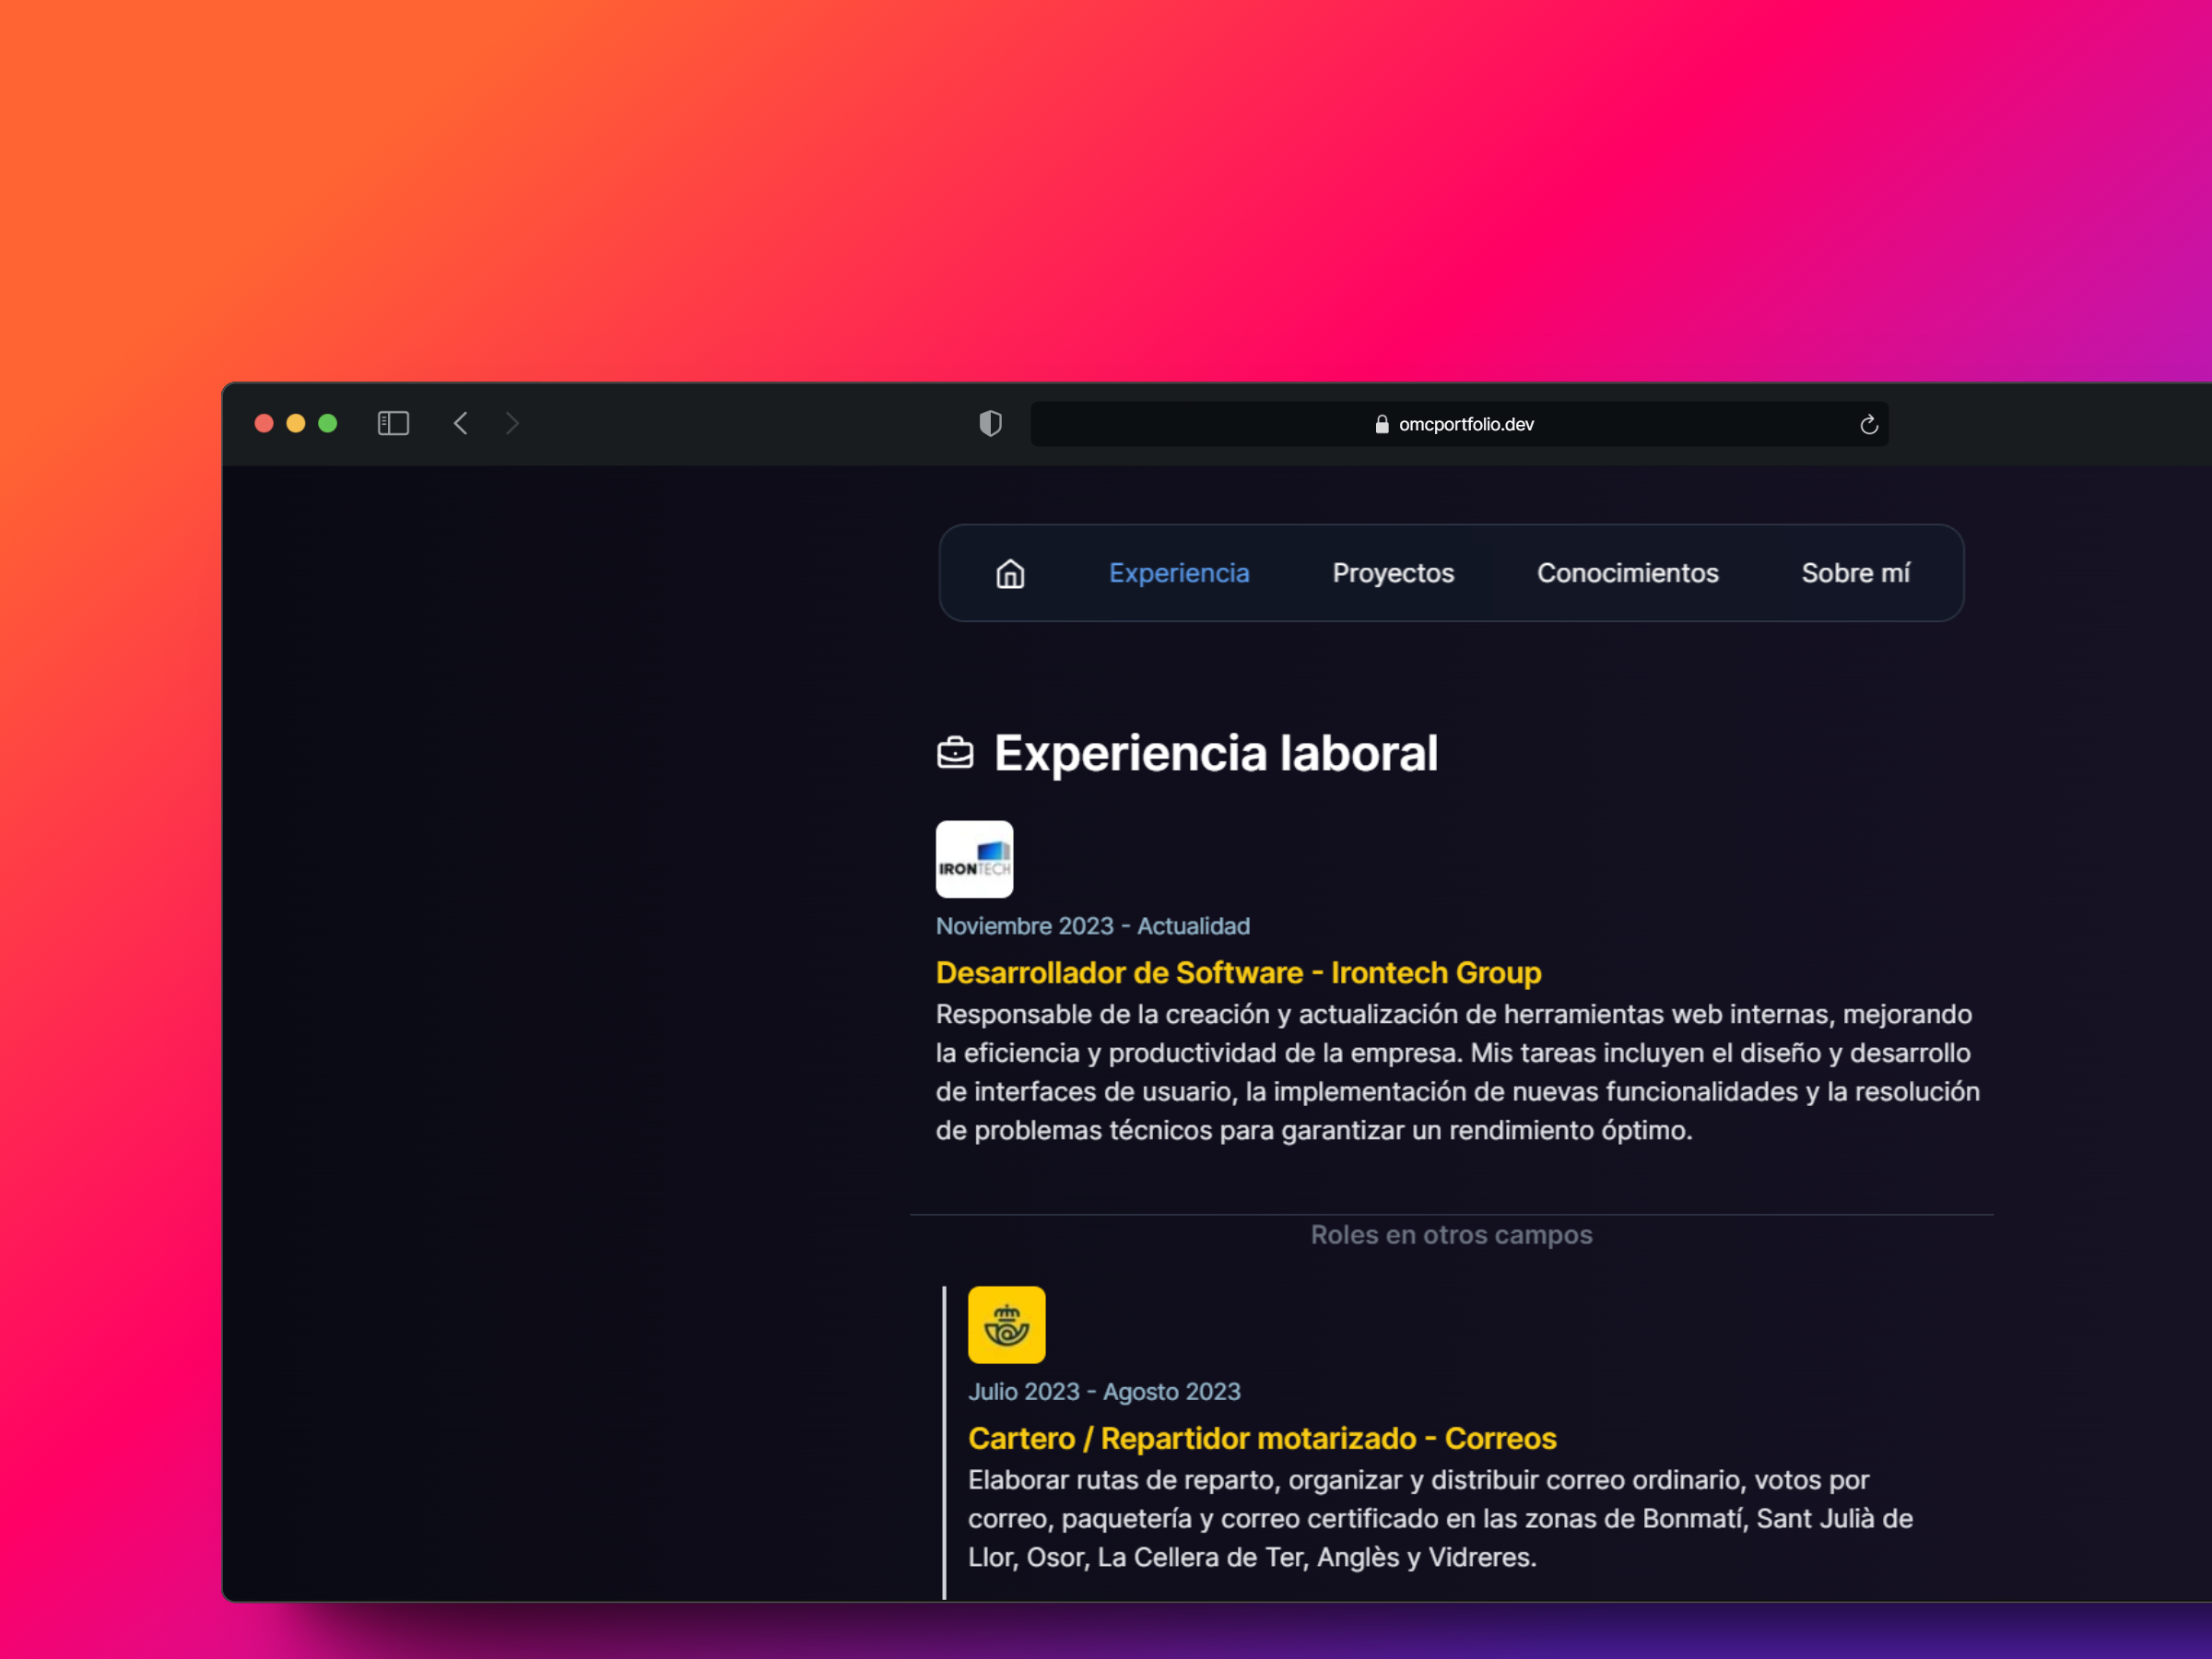 omcportfolio.dev
Experiencia Proyectos Conocimientos Sobre mí
Experiencia laboral
IRONTECH
Noviembre 2023 - Actualidad
Desarrollador de Software - Irontech Group
Responsable de la creación y actualización de herramientas web internas, mejorando
la eficiencia y productividad de la empresa. Mis tareas incluyen el diseño y desarrollo
de interfaces de usuario, la implementación de nuevas funcionalidades y la resolución
de problemas técnicos para garantizar un rendimiento óptimo.
Roles en otros campos
Julio 2023 - Agosto 2023
Cartero / Repartidor motarizado - Correos
Elaborar rutas de reparto, organizar y distribuir correo ordinario, votos por
correo, paquetería y correo certificado en las zonas de Bonmatí, Sant Julià de
Llor, Osor, La Cellera de Ter, Anglès y Vidreres.